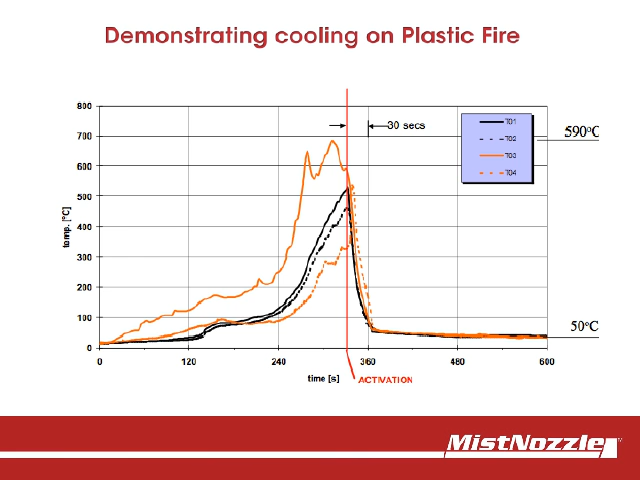 Demonstrating cooling on Plastic Fire
800
700
600
500
400
300
200
100
0
temp. [°C]
30 secs
T01
T02
T03
T04
590°C
50°C
0
120
240
360
480
600
time [s]
ACTIVATION
MistNozzle